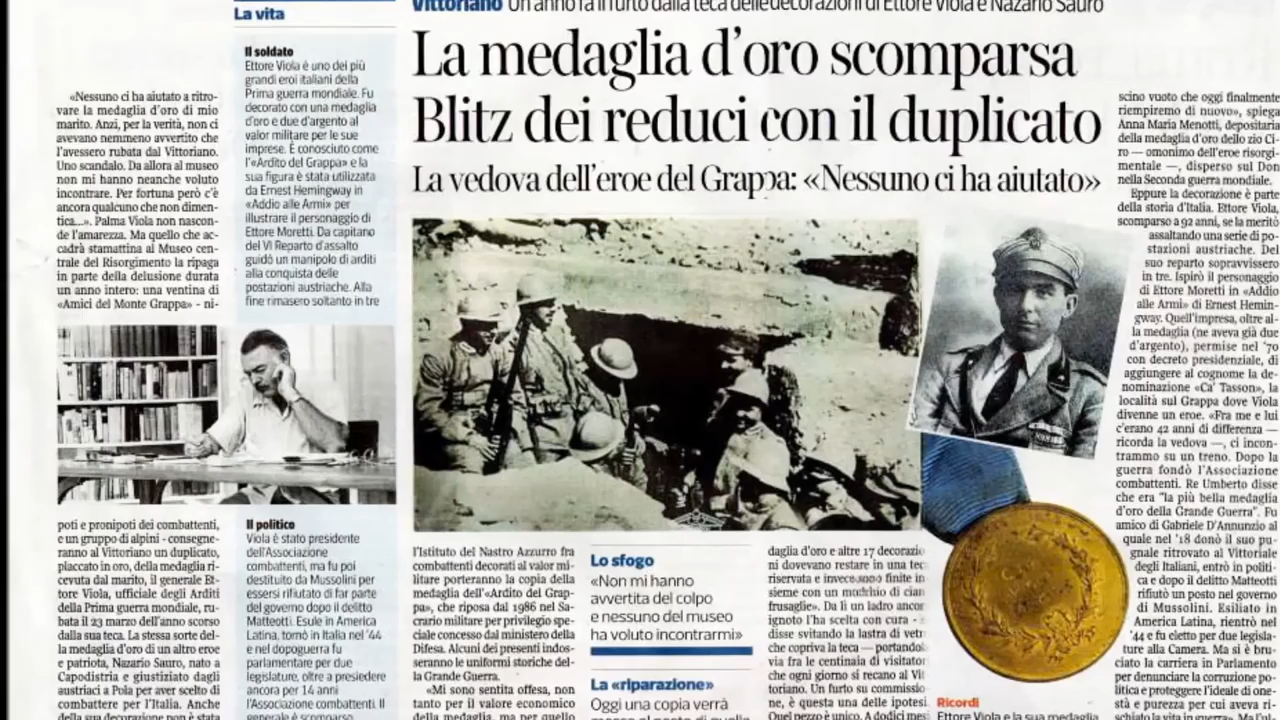 La vita
Vittoriano Un anno fa il furto dalla teca delle decorazioni di Ettore Viola e Nazario Sauro
La medaglia d'oro scomparsa
Blitz dei reduci con il duplicato
La vedova dell'eroe del Grappa: «Nessuno ci ha aiutato»
«Nessuno ci ha aiutato a ritro-
vare la medaglia d'oro di mio
marito. Anzi, per la verità, non ci
avevano nemmeno avvertito che
l'avessero rubata dal Vittoriano.
Uno scandalo. Da allora al museo
non mi hanno neanche voluto
incontrare. Per fortuna però c'è
ancora qualcuno che non dimen-
tica...». Palma Viola non nascon-
de l'amarezza. Ma quello che ac-
cadrà stamattina al Museo cen-
trale del Risorgimento la ripaga
in parte della delusione durata
un anno intero: una ventina di
«Amici del Monte Grappa» - ni-
poti e pronipoti dei combattenti,
e un gruppo di alpini - consegne-
ranno al Vittoriano un duplicato,
placcato in oro, della medaglia ri-
cevuta dal marito, il generale Et-
tore Viola, ufficiale degli Arditi
della Prima guerra mondiale, ru-
bata il 23 marzo dell'anno scorso
dalla sua teca. La stessa sorte del-
la medaglia d'oro di un altro eroe
e patriota, Nazario Sauro, nato a
Capodistria e giustiziato dagli
austriaci a Pola per aver scelto di
combattere per l'Italia. Anche
della sua decorazione non è stata
Il soldato
Ettore Viola è uno dei più
grandi eroi italiani della
Prima guerra mondiale. Fu
decorato con una medaglia
d'oro e due d'argento al
valor militare per le sue
imprese. È conosciuto come
l'«Ardito del Grappa» e la
sua figura è stata utilizzata
da Ernest Hemingway in
«Addio alle Armi» per
illustrare il personaggio di
Ettore Moretti. Da capitano
del VI Reparto d'assalto
guidò un manipolo di arditi
alla conquista delle
postazioni austriache. Alla
fine rimasero soltanto in tre
Il politico
Viola è stato presidente
dell'Associazione
combattenti, ma fu poi
destituito da Mussolini per
essersi rifiutato di far parte
del governo dopo il delitto
Matteotti. Esule in America
Latina, tornò in Italia nel '44
e nel dopoguerra fu
parlamentare per due
legislature, oltre a presiedere
ancora per 14 anni
l'Associazione combattenti. Il
generale è scomparso
l'Istituto del Nastro Azzurro fra
combattenti decorati al valor mi-
litare porteranno la copia della
medaglia dell'«Ardito del Grap-
pa», che riposa dal 1986 nel Sa-
crario militare per privilegio spe-
ciale concesso dal ministero della
Difesa. Alcuni dei presenti indos-
seranno le uniformi storiche del-
la Grande Guerra.
«Mi sono sentita offesa, non
tanto per il valore economico
della medaglia, ma per quello
Lo sfogo
«Non mi hanno
avvertita del colpo
e nessuno del museo
ha voluto incontrarmi»
La «riparazione»
Oggi una copia verrà
messa al posto di quella
daglia d'oro e altre 17 decorazio
ni dovevano restare in una tec
riservata e invece sono finite in
sieme con un mucchio di cian
frusaglie». Da lì un ladro ancor
ignoto l'ha scelta con cura -
disse svitando la lastra di vetr
che copriva la teca — portando
via fra le centinaia di visitator
che ogni giorno si recano al Vit
toriano. Un furto su commissio
ne, è questa una delle ipotesi
Quel pezzo è unico. A dodici mes
Ricordi
Ettore Viola e la sua medaglia
scino vuoto che oggi finalmente
riempiremo di nuovo», spiega
Anna Maria Menotti, depositaria
della medaglia d'oro dello zio Ci-
ro — omonimo dell'eroe risorgi-
mentale —, disperso sul Don
nella Seconda guerra mondiale.
Eppure la decorazione è parte
della storia d'Italia. Ettore Viola,
scomparso a 92 anni, se la meritò
assaltando una serie di po-
stazioni austriache. Del
suo reparto sopravvissero
in tre. Ispirò il personaggio
di Ettore Moretti in «Addio
alle Armi» di Ernest Hemin-
gway. Quell'impresa, oltre al-
la medaglia (ne aveva già due
d'argento), permise nel '70
con decreto presidenziale, di
aggiungere al cognome la de-
nominazione «Ca' Tasson», la
località sul Grappa dove Viola
divenne un eroe. «Fra me e lui
c'erano 42 anni di differenza —
ricorda la vedova —, ci incon-
trammo su un treno. Dopo la
guerra fondò l'Associazione
combattenti. Re Umberto disse
che era "la più bella medaglia
d'oro della Grande Guerra". Fu
amico di Gabriele D'Annunzio al
quale nel '18 donò il suo pu-
gnale ritrovato al Vittoriale
degli Italiani, entrò in politi-
ca e dopo il delitto Matteotti
rifiutò un posto nel governo
di Mussolini. Esiliato in
America Latina, rientrò nel
'44 e fu eletto per due legisla-
ture alla Camera. Ma si è bru-
ciato la carriera in Parlamento
per denunciare la corruzione po-
litica e proteggere l'ideale di one-
stà e purezza per cui aveva ri-